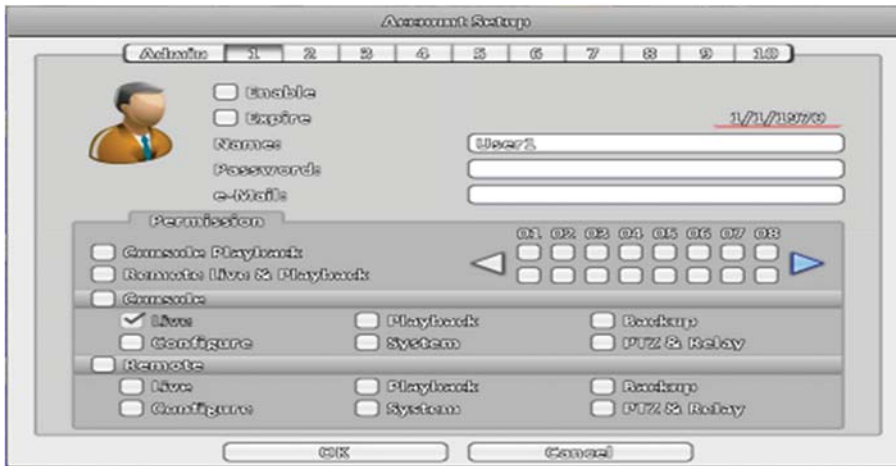 Account Setup
Admin 1 2 3 4 5 6 7 8 9 10
Enable
Expire 1/1/1970
Name: User1
Password:
e-Mail:
Permission
01 02 03 04 05 06 07 08
Console Playback
Remote Live & Playback
Console
Live Playback Backup
Configure System PTZ & Relay
Remote
Live Playback Backup
Configure System PTZ & Relay
OK Cancel